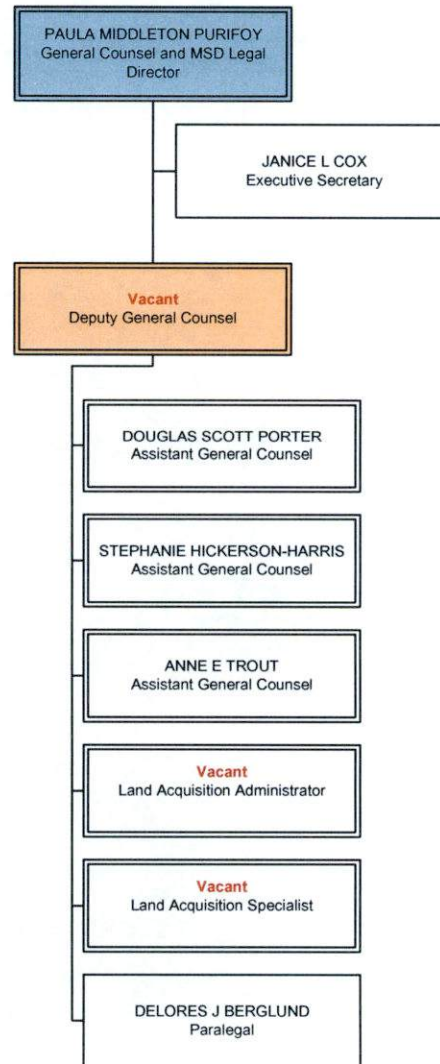 PAULA MIDDLETON PURIFOY
General Counsel and MSD Legal
Director
JANICE L COX
Executive Secretary
Vacant
Deputy General Counsel
DOUGLAS SCOTT PORTER
Assistant General Counsel
STEPHANIE HICKERSON-HARRIS
Assistant General Counsel
ANNE E TROUT
Assistant General Counsel
Vacant
Land Acquisition Administrator
Vacant
Land Acquisition Specialist
DELORES J BERGLUND
Paralegal